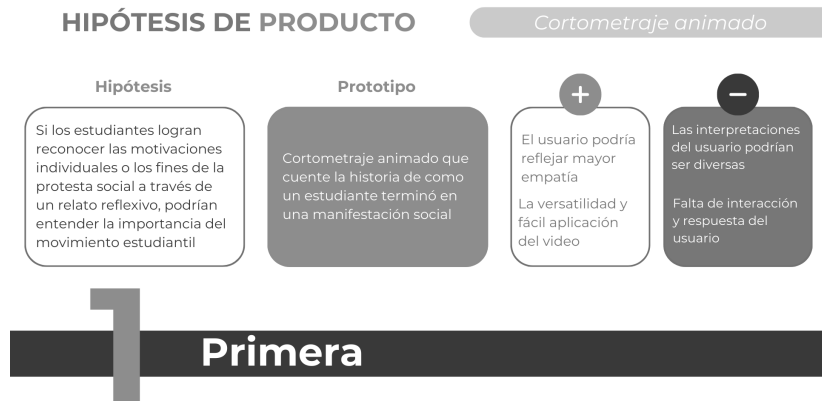 HIPÓTESIS DE PRODUCTO
Cortometraje animado
Hipótesis
Si los estudiantes logran
reconocer las motivaciones
individuales o los fines de la
protesta social a través de
un relato reflexivo, podrían
entender la importancia del
movimiento estudiantil
Prototipo
Cortometraje animado que
cuente la historia de como
un estudiante terminó en
una manifestación social
+
El usuario podría
reflejar mayor
empatía
La versatilidad y
fácil aplicación
del video
−
Las interpretaciones
del usuario podrían
ser diversas
Falta de interacción
y respuesta del
usuario
1
Primera